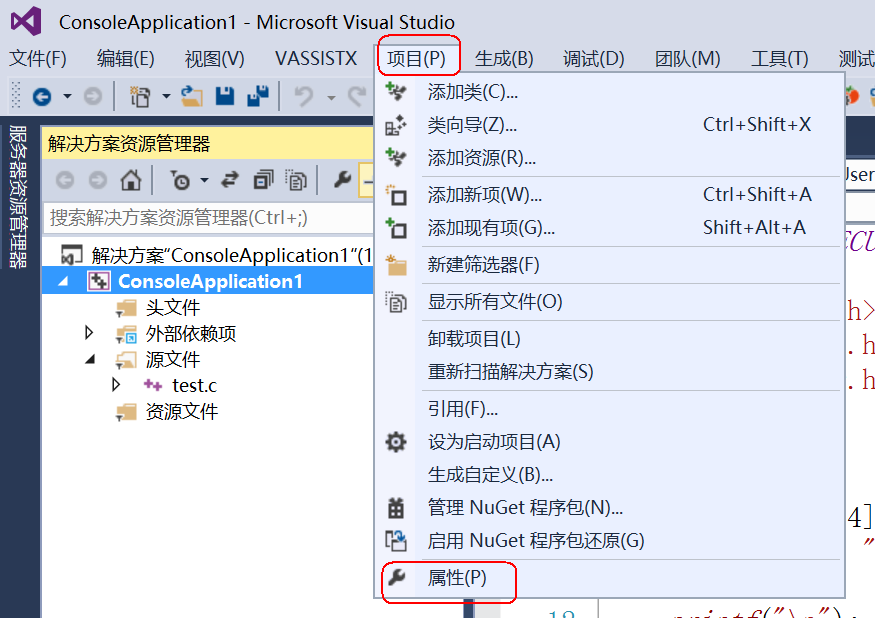 ConsoleApplication1 - Microsoft Visual Studio
文件(F) 编辑(E) 视图(V) VASSISTX 项目(P) 生成(B) 调试(D) 团队(M) 工具(T) 测试
服务器资源管理器
解决方案资源管理器
搜索解决方案资源管理器(Ctrl+;)
解决方案"ConsoleApplication1"(1
ConsoleApplication1
头文件
外部依赖项
源文件
test.c
资源文件
添加类(C)...
类向导(Z)... Ctrl+Shift+X
添加资源(R)...
添加新项(W)... Ctrl+Shift+A
添加现有项(G)... Shift+Alt+A
新建筛选器(F)
显示所有文件(O)
卸载项目(L)
重新扫描解决方案(S)
引用(F)...
设为启动项目(A)
生成自定义(B)...
管理 NuGet 程序包(N)...
启用 NuGet 程序包还原(G)
属性(P)
Jser
ECU
h>
.h
.h
4]
"
12 printf("\n");